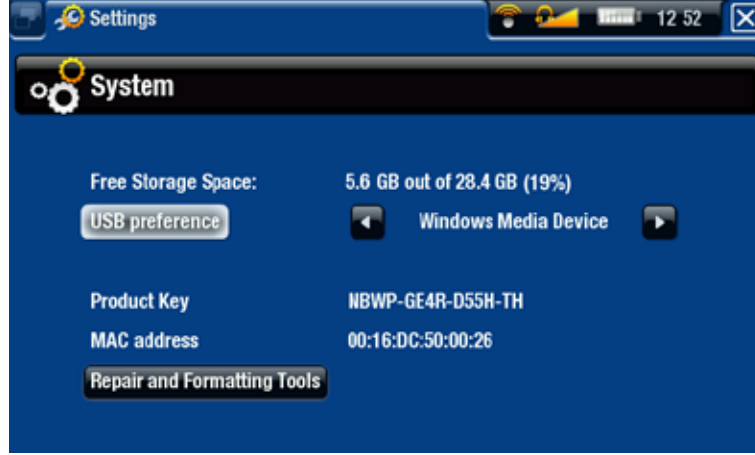 Settings 12 52
System
Free Storage Space: 5.6 GB out of 28.4 GB (19%)
USB preference Windows Media Device
Product Key NBWP-GE4R-D55H-TH
MAC address 00:16:DC:50:00:26
Repair and Formatting Tools